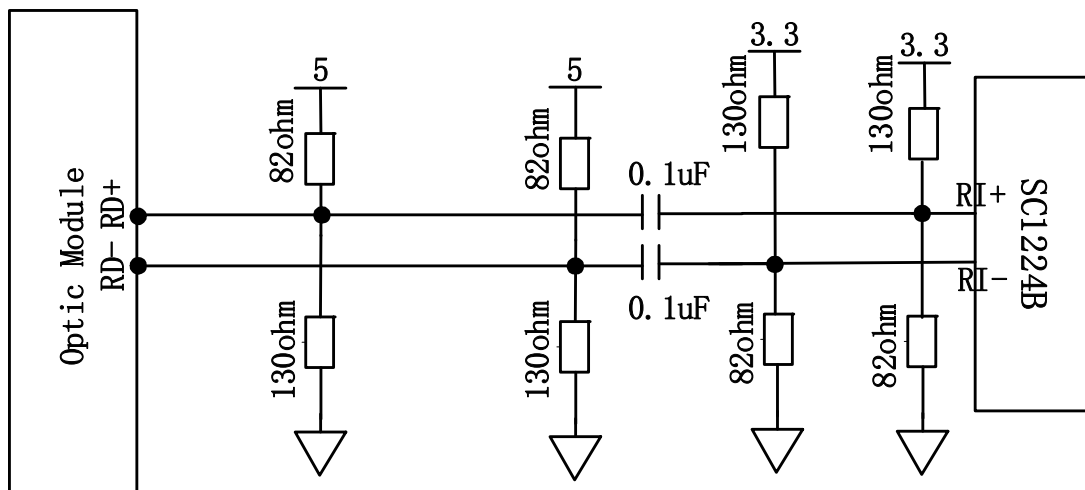 Optic Module
RD+
RD-
5
82ohm
130ohm
5
82ohm
130ohm
0.1uF
0.1uF
3.3
130ohm
82ohm
3.3
130ohm
82ohm
RI+
RI-
SC1224B